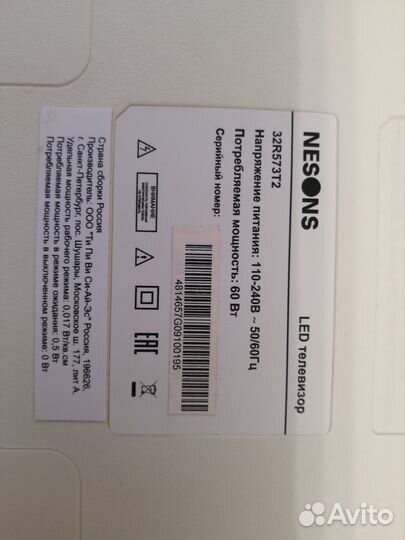 NESONS
LED телевизор
32R573T2
Напряжение питания: 110-240В ~ 50/60Гц
Потребляемая мощность: 60 Вт
Серийный номер:
4814657G09100195
ВНИМАНИЕ
EAC
Страна сборки Россия
Производитель: ООО "Ти Пи Ви Си-Ай-Эс" Россия, 196626,
г. Санкт-Петербург, пос. Шушары, Московское ш. 177, лит А
Удельная мощность рабочего режима: 0,017 Вт/кв.см
Потребляемая мощность в режиме ожидания: 0,5 Вт
Потребляемая мощность в выключенном режиме: 0 Вт
Avito